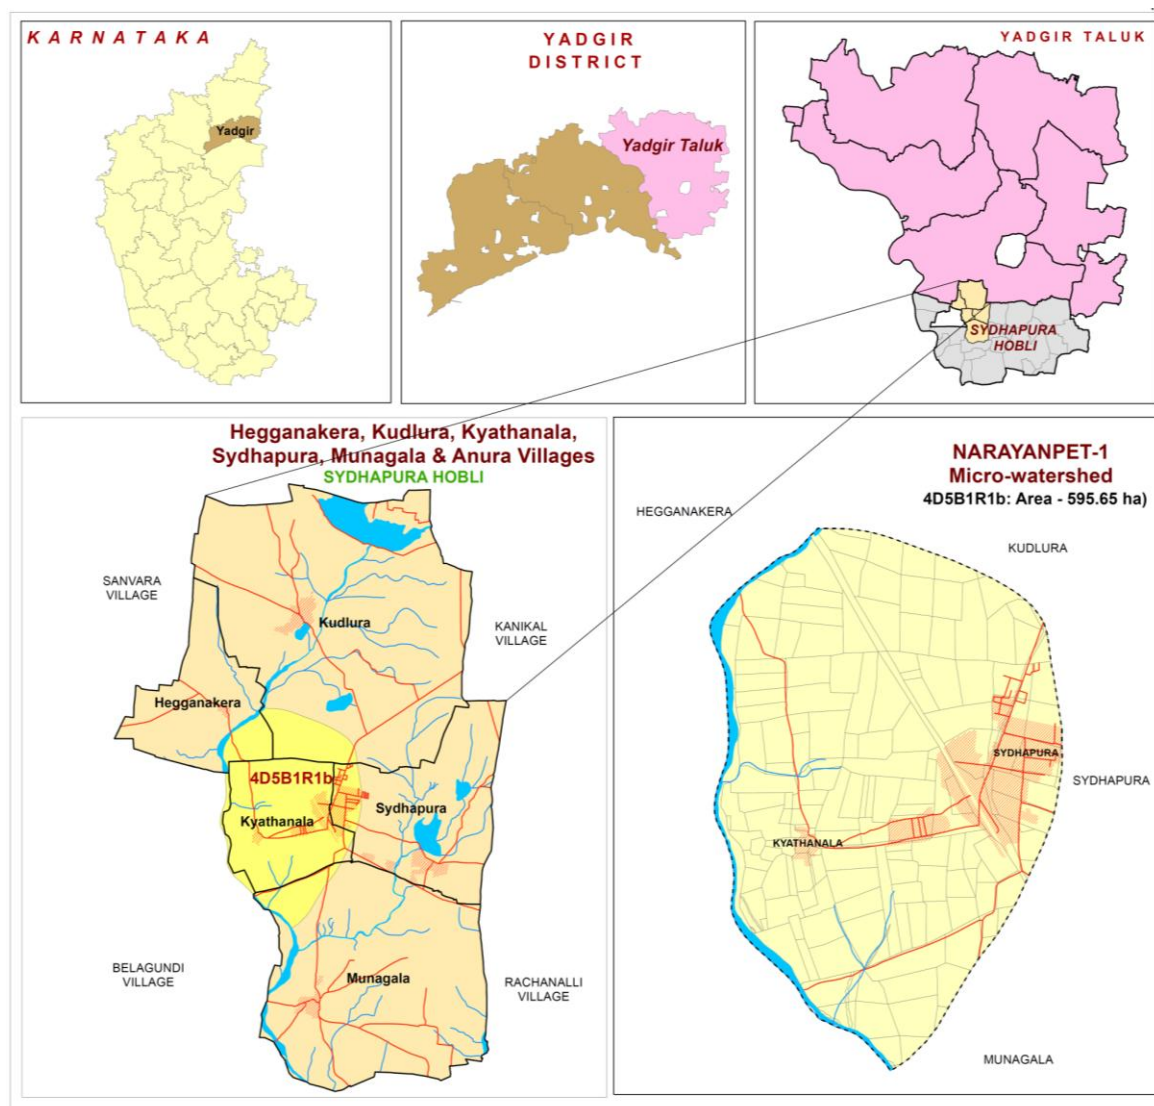 KARNATAKA
Yadgir
YADGIR
DISTRICT
Yadgir Taluk
YADGIR TALUK
SYDHAPURA
HOBLI
Hegganakera, Kudlura, Kyathanala,
Sydhapura, Munagala & Anura Villages
SYDHAPURA HOBLI
SANVARA
VILLAGE
Kudlura
KANIKAL
VILLAGE
Hegganakera
4D5B1R1b
Sydhapura
Kyathanala
BELAGUNDI
VILLAGE
Munagala
RACHANALLI
VILLAGE
NARAYANPET-1
Micro-watershed
4D5B1R1b: Area - 595.65 ha)
HEGGANAKERA
KUDLURA
SYDHAPURA
SYDHAPURA
KYATHANALA
MUNAGALA